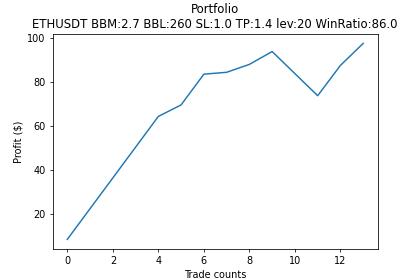 Portfolio
ETHUSDT BBM:2.7 BBL:260 SL:1.0 TP:1.4 lev:20 WinRatio:86.0
100
80
60
40
20
Profit ($)
0 2 4 6 8 10 12
Trade counts